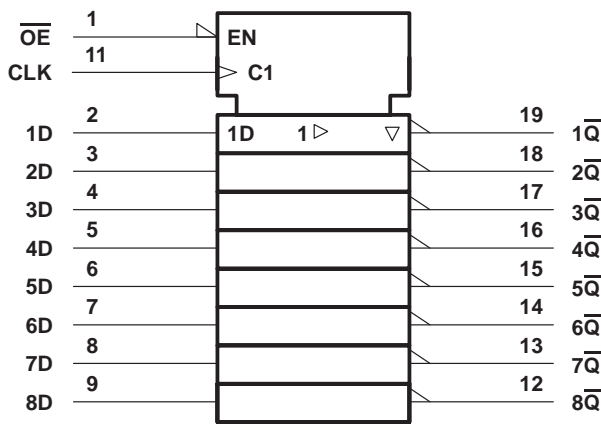 O̅E̅ 1 EN
CLK 11 C1
1D 2 1D 1 19 1Q̅
2D 3 18 2Q̅
3D 4 17 3Q̅
4D 5 16 4Q̅
5D 6 15 5Q̅
6D 7 14 6Q̅
7D 8 13 7Q̅
8D 9 12 8Q̅